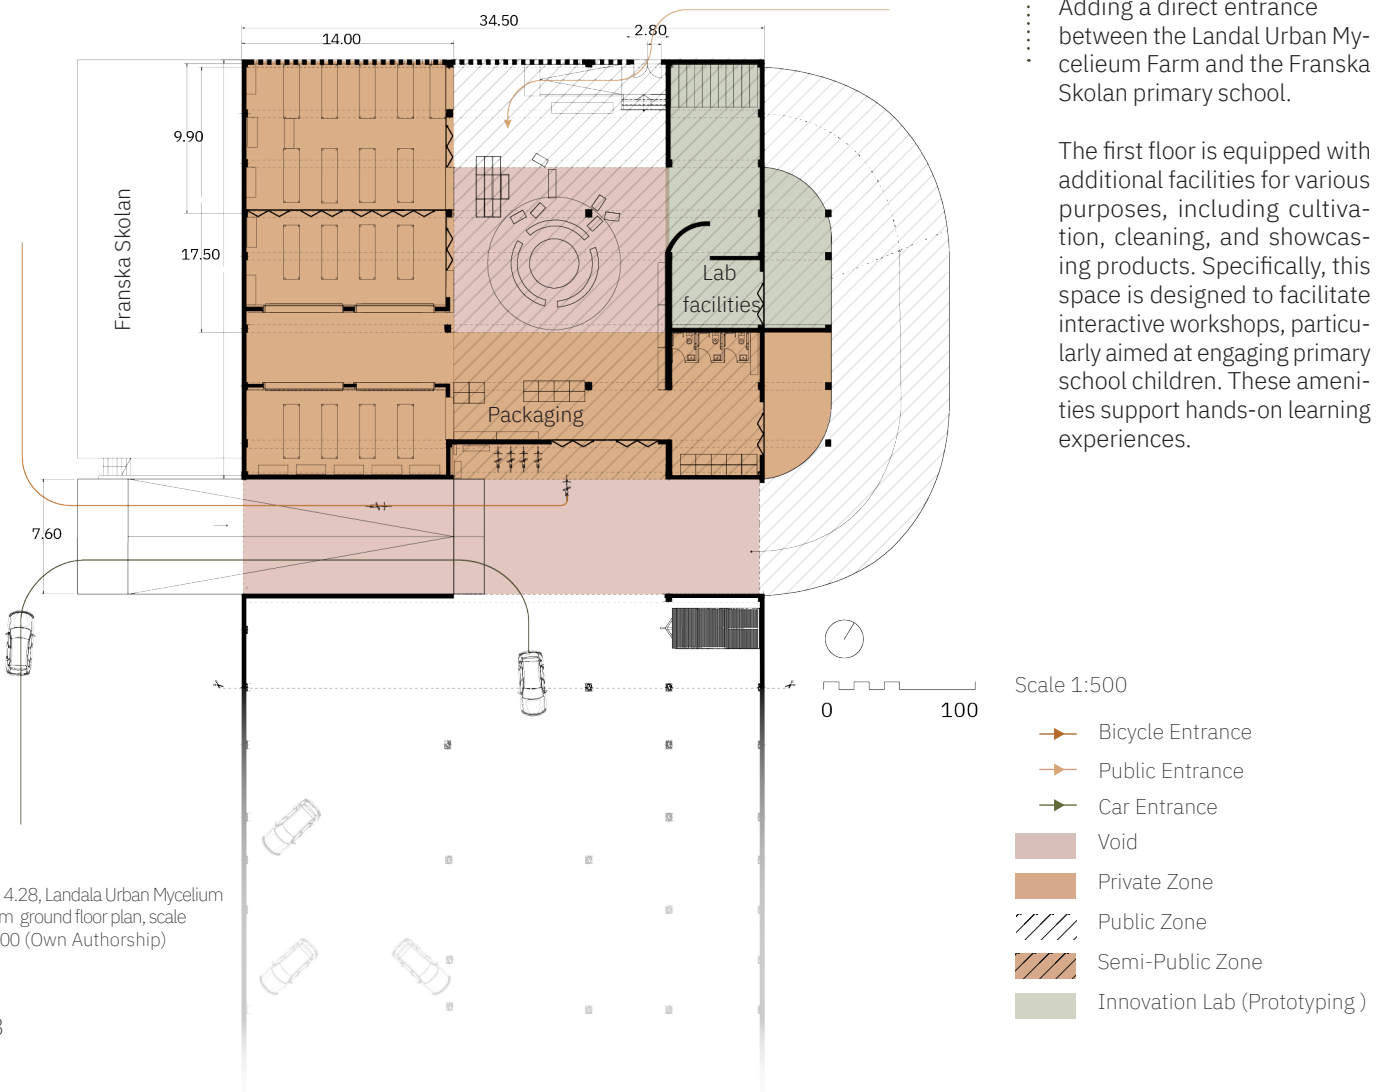 34.50
14.00
2.80
9.90
17.50
7.60
Franska Skolan
Lab
facilities
Packaging
Adding a direct entrance
between the Landal Urban My-
celieum Farm and the Franska
Skolan primary school.
The first floor is equipped with
additional facilities for various
purposes, including cultiva-
tion, cleaning, and showcas-
ing products. Specifically, this
space is designed to facilitate
interactive workshops, particu-
larly aimed at engaging primary
school children. These ameni-
ties support hands-on learning
experiences.
0 100
Scale 1:500
Bicycle Entrance
Public Entrance
Car Entrance
Void
Private Zone
Public Zone
Semi-Public Zone
Innovation Lab (Prototyping )
4.28, Landala Urban Mycelium
m ground floor plan, scale
00 (Own Authorship)